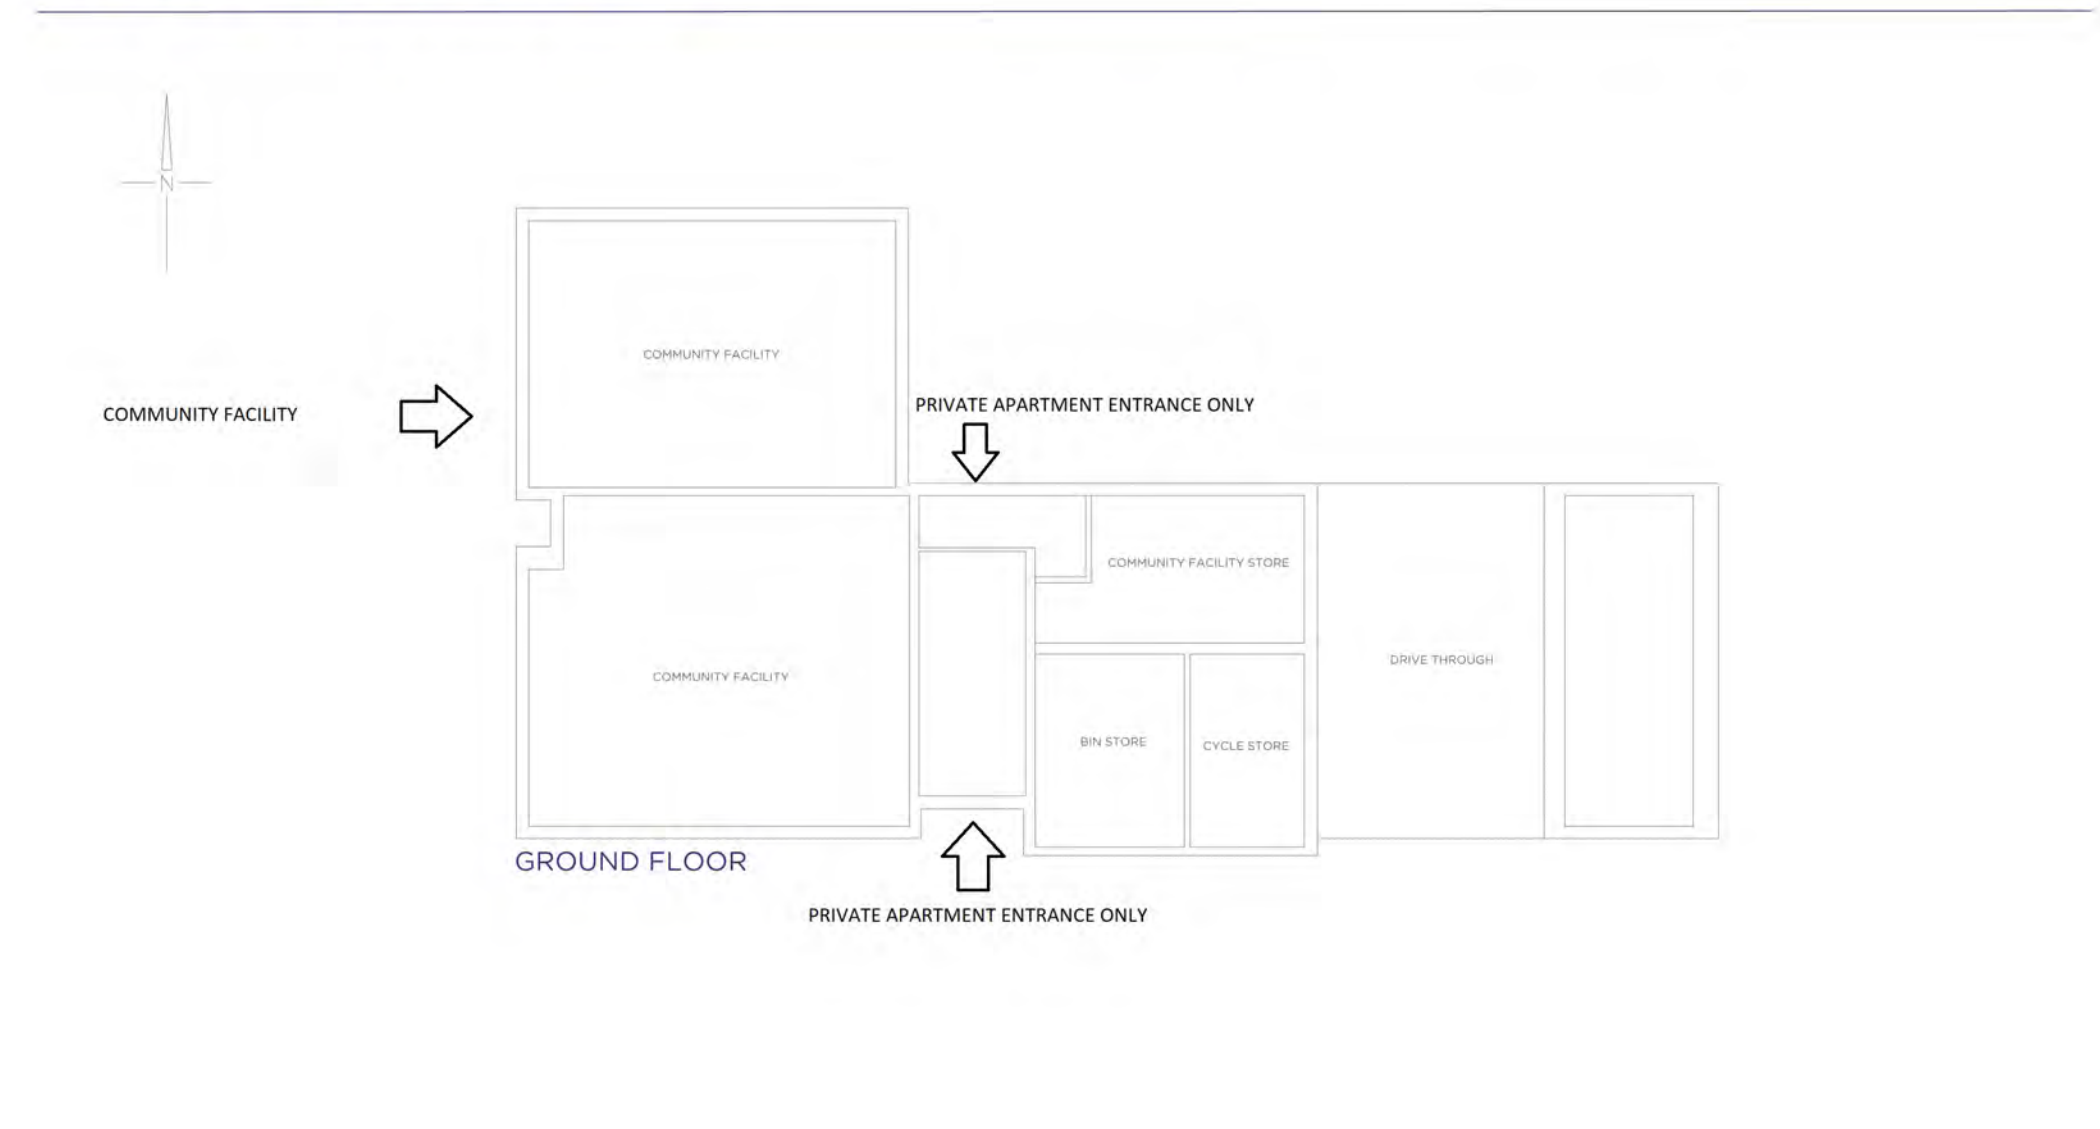 N
COMMUNITY FACILITY
COMMUNITY FACILITY
PRIVATE APARTMENT ENTRANCE ONLY
COMMUNITY FACILITY STORE
DRIVE THROUGH
COMMUNITY FACILITY
BIN STORE
CYCLE STORE
GROUND FLOOR
PRIVATE APARTMENT ENTRANCE ONLY